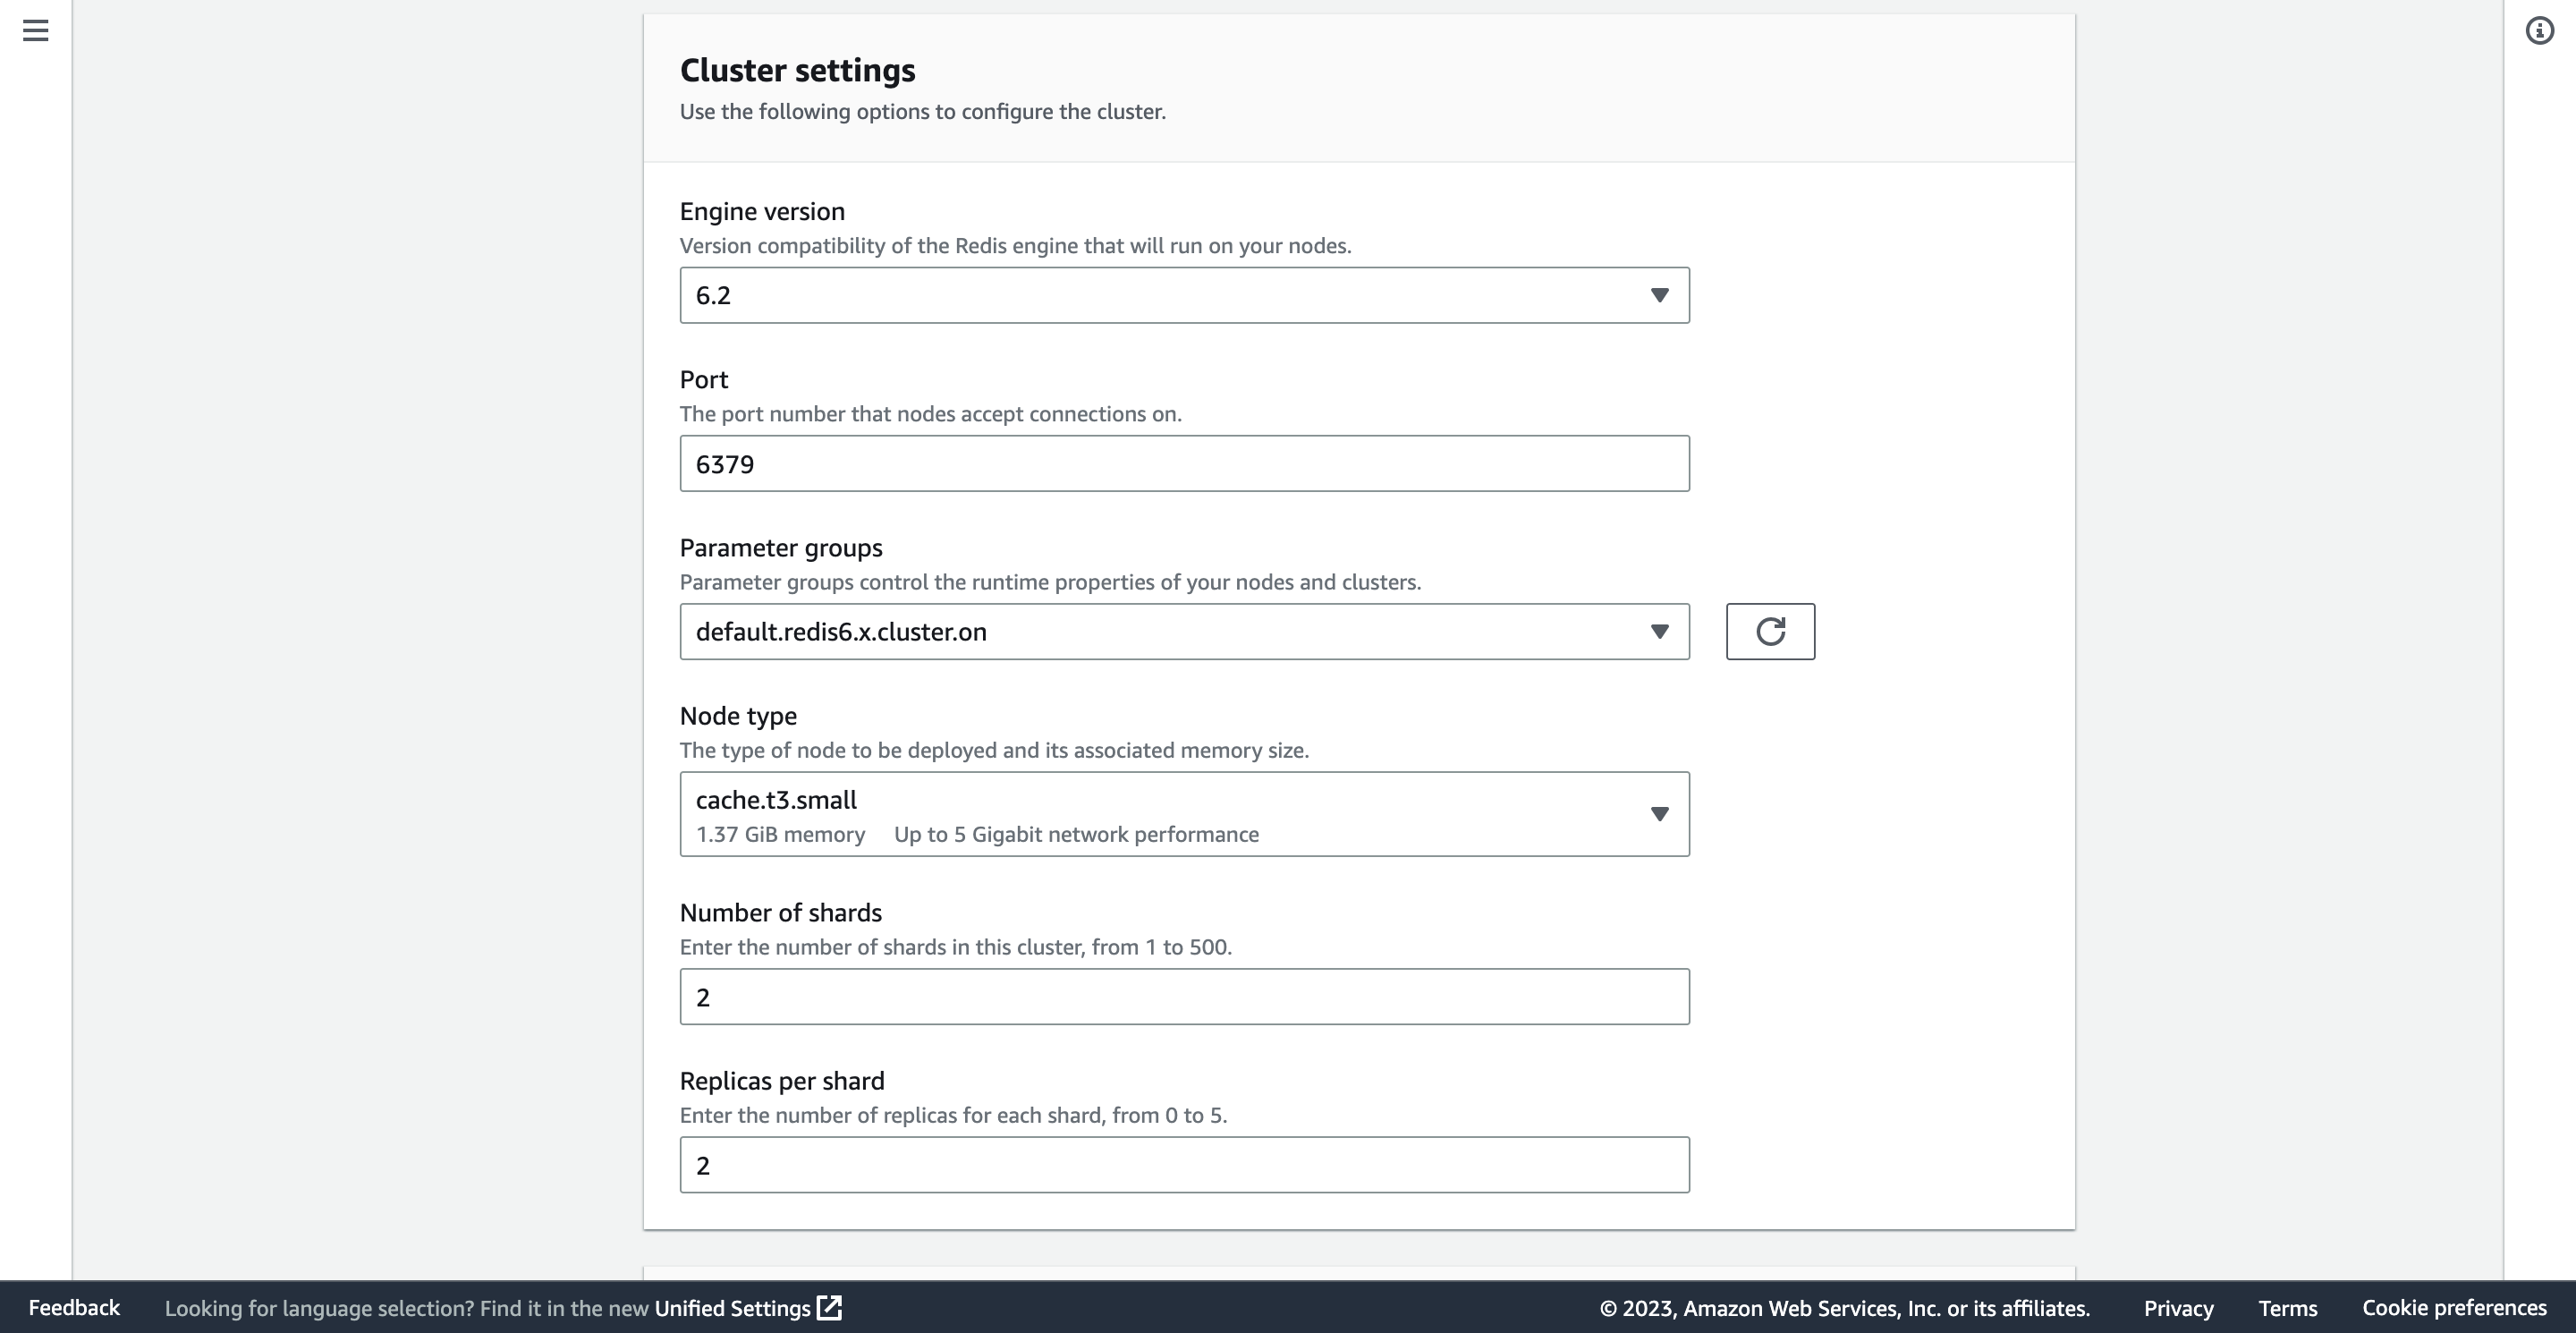 Cluster settings
Use the following options to configure the cluster.
Engine version
Version compatibility of the Redis engine that will run on your nodes.
6.2
Port
The port number that nodes accept connections on.
6379
Parameter groups
Parameter groups control the runtime properties of your nodes and clusters.
default.redis6.x.cluster.on
Node type
The type of node to be deployed and its associated memory size.
cache.t3.small
1.37 GiB memory Up to 5 Gigabit network performance
Number of shards
Enter the number of shards in this cluster, from 1 to 500.
2
Replicas per shard
Enter the number of replicas for each shard, from 0 to 5.
2
Feedback Looking for language selection? Find it in the new Unified Settings © 2023, Amazon Web Services, Inc. or its affiliates. Privacy Terms Cookie preferences